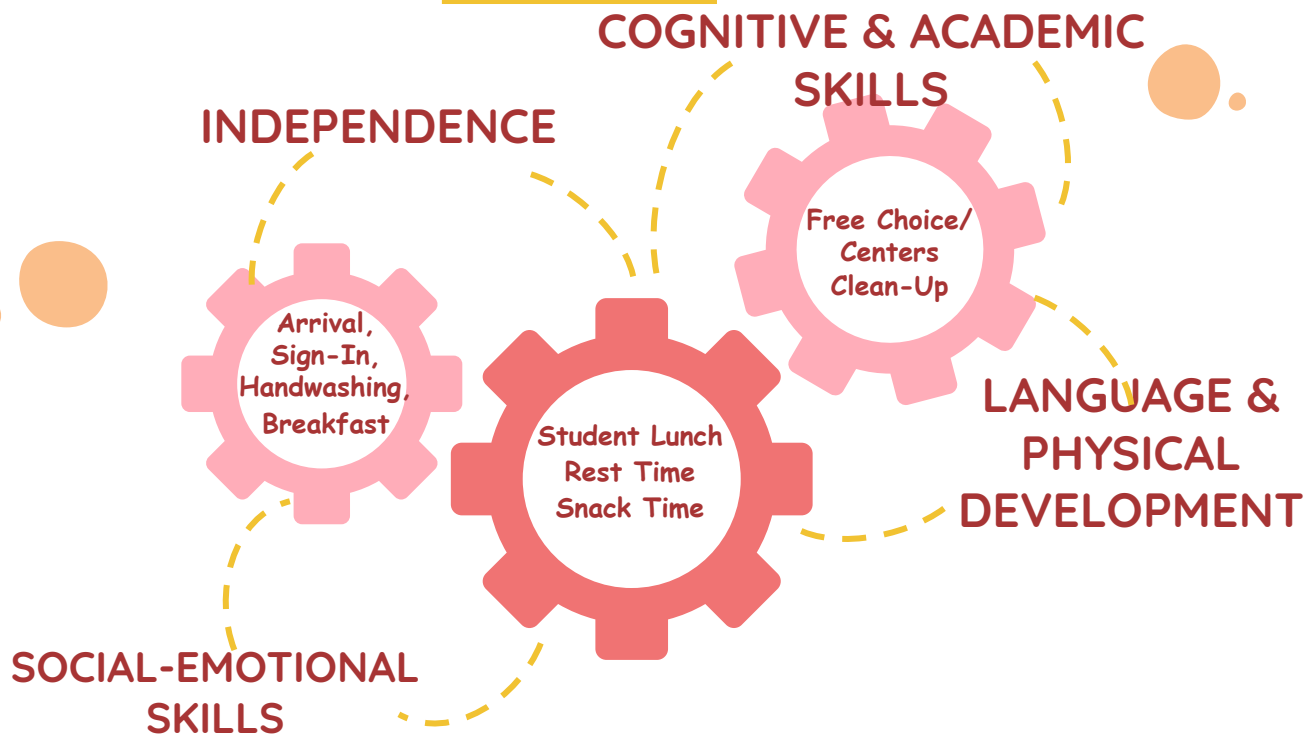 COGNITIVE & ACADEMIC
SKILLS
INDEPENDENCE
Free Choice/
Centers
Clean-Up
Arrival,
Sign-In,
Handwashing,
Breakfast
Student Lunch
Rest Time
Snack Time
LANGUAGE &
PHYSICAL
DEVELOPMENT
SOCIAL-EMOTIONAL
SKILLS